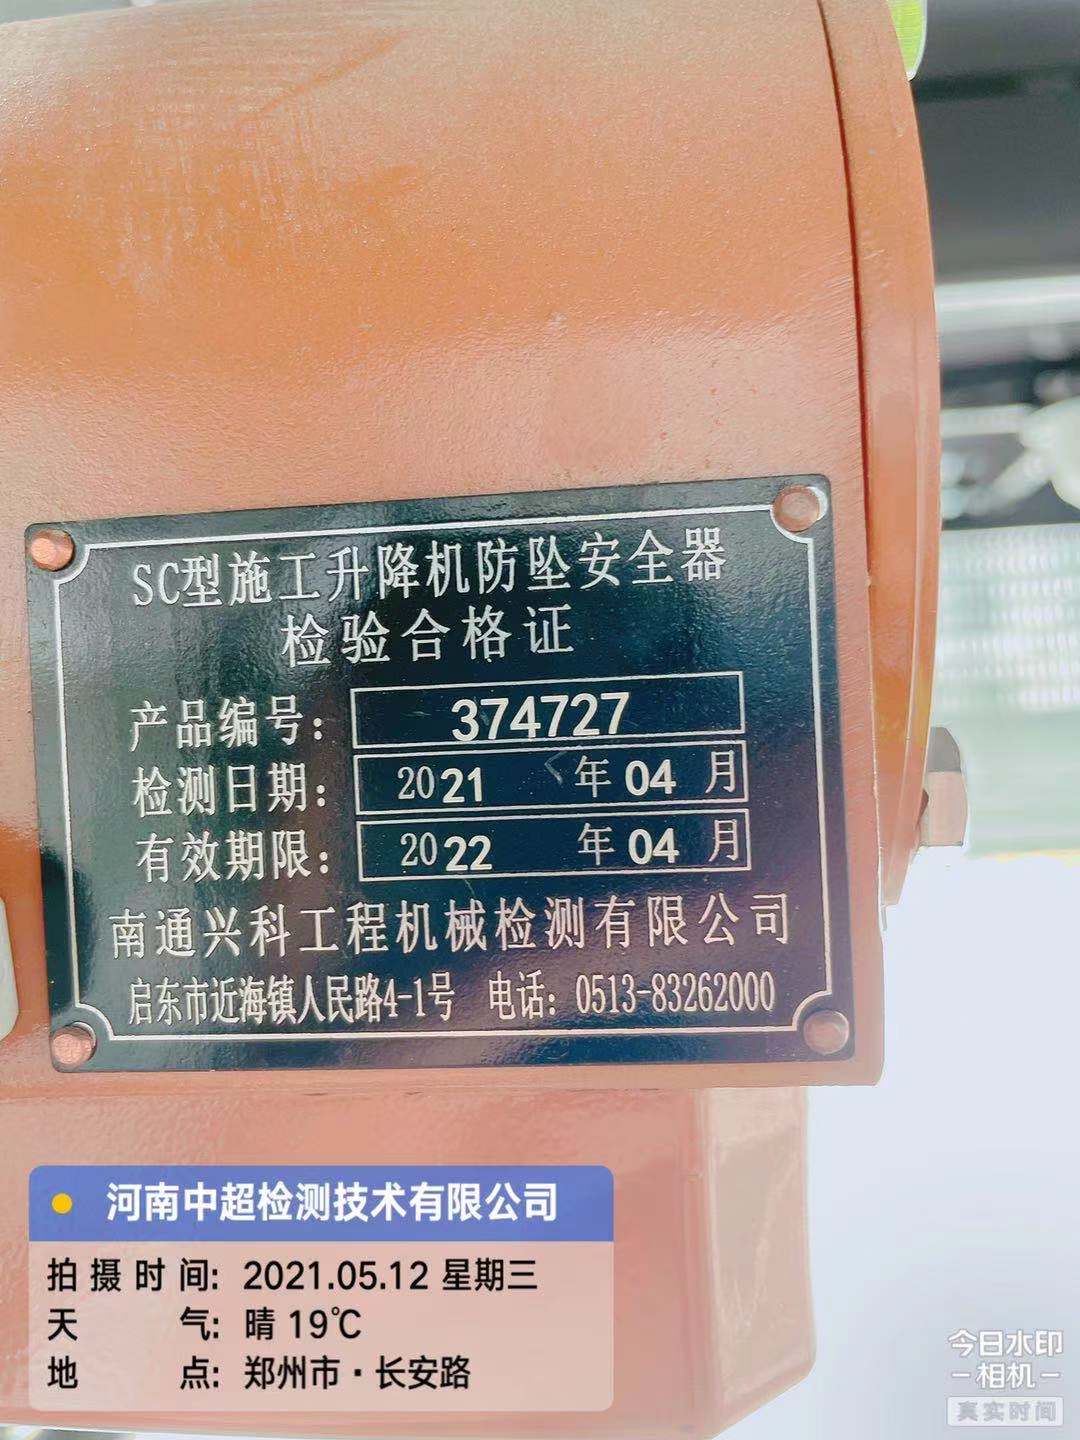 SC型施工升降机防坠安全器
检验合格证
产品编号： 374727
检测日期： 2021 年 04 月
有效期限： 2022 年 04 月
南通兴科工程机械检测有限公司
启东市近海镇人民路4-1号 电话：0513-83262000
河南中超检测技术有限公司
拍摄时间: 2021.05.12 星期三
天 气: 晴 19℃
地 点: 郑州市·长安路
今日水印
-相机-
真实时间